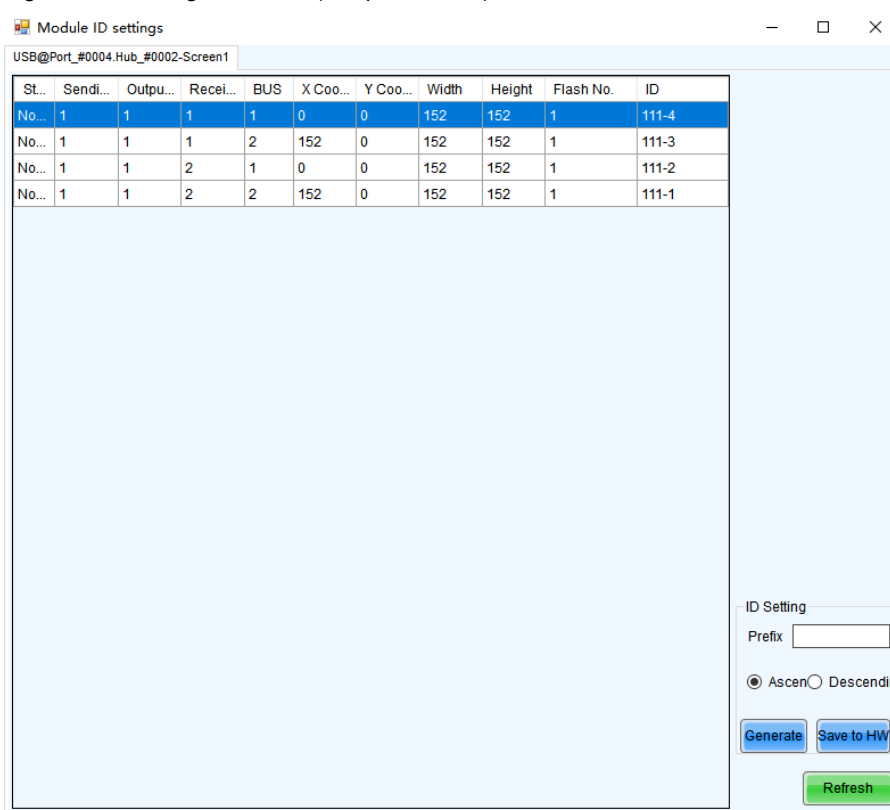 Module ID settings
USB@Port_#0004.Hub_#0002-Screen1
St... Sendi... Outpu... Recei... BUS X Coo... Y Coo... Width Height Flash No. ID
No... 1 1 1 1 0 0 152 152 1 111-4
No... 1 1 1 2 152 0 152 152 1 111-3
No... 1 1 2 1 0 0 152 152 1 111-2
No... 1 1 2 2 152 0 152 152 1 111-1
ID Setting
Prefix
Ascen Descendi
Generate Save to HW
Refresh